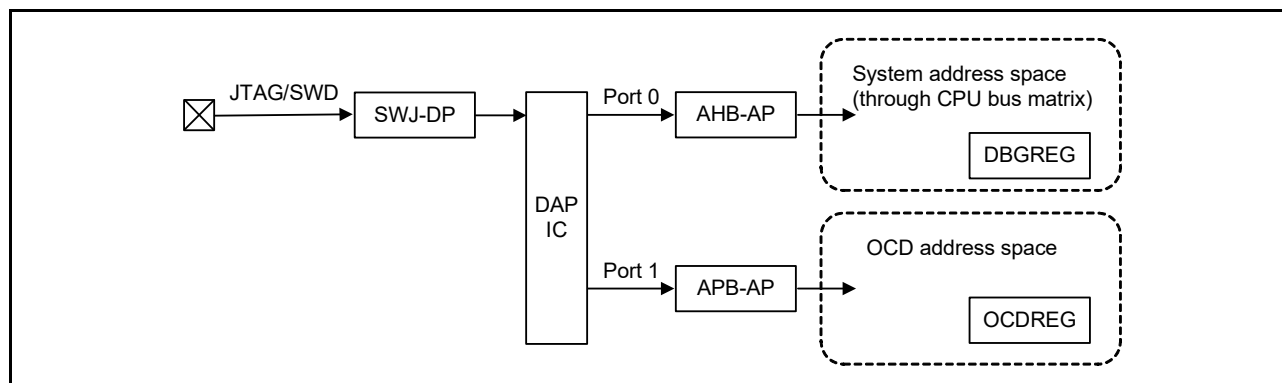 JTAG/SWD
SWJ-DP
DAP
IC
Port 0
AHB-AP
System address space
(through CPU bus matrix)
DBGREG
Port 1
APB-AP
OCD address space
OCDREG